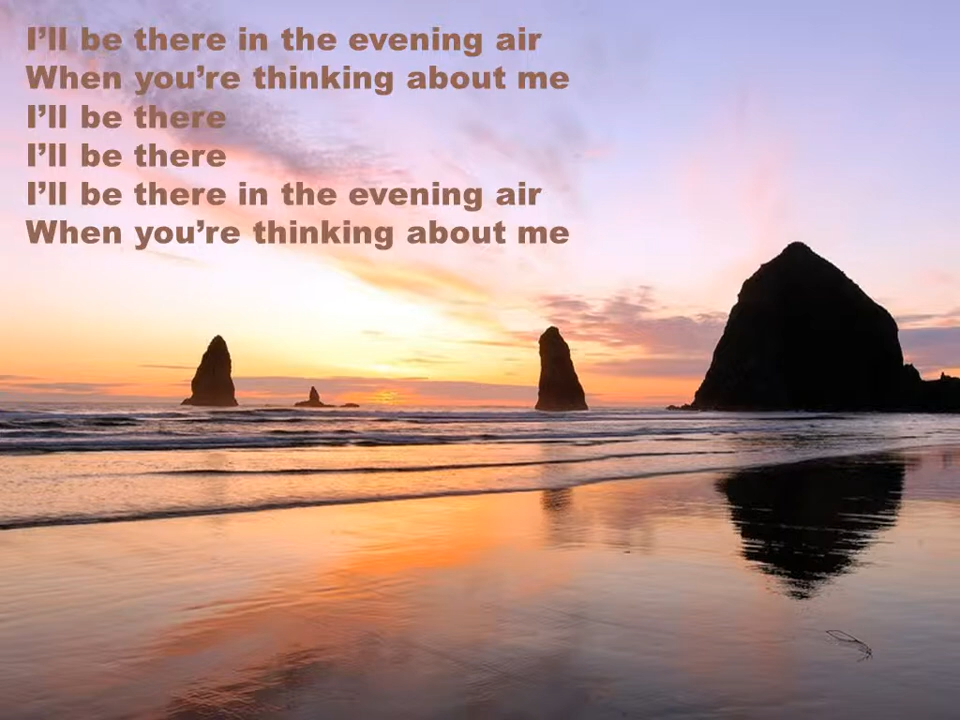 I’ll be there in the evening air
When you’re thinking about me
I’ll be there
I’ll be there
I’ll be there in the evening air
When you’re thinking about me